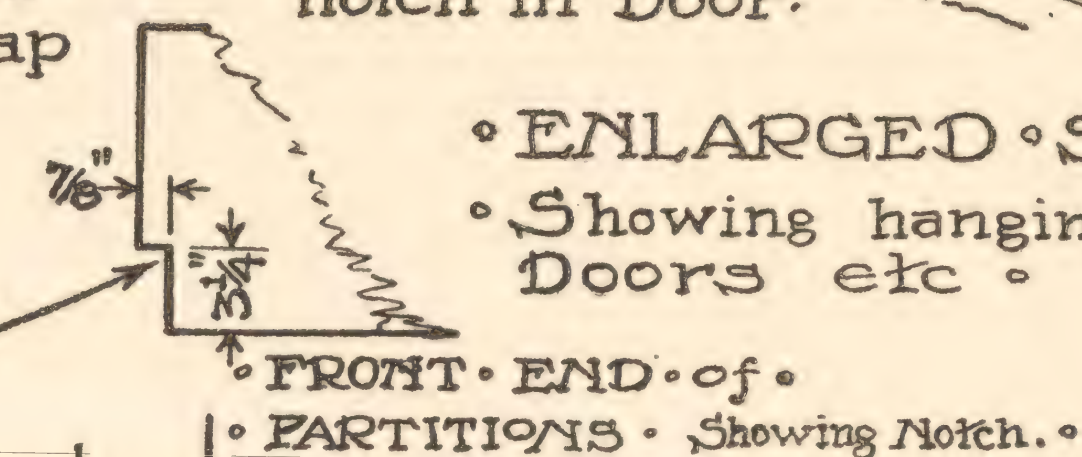 notch in Door.
ap
• ENLARGED • S
7/8"
• Showing hangin
3 1/4"
Doors etc •
• FRONT • END • of •
• PARTITIONS • Showing Notch. •